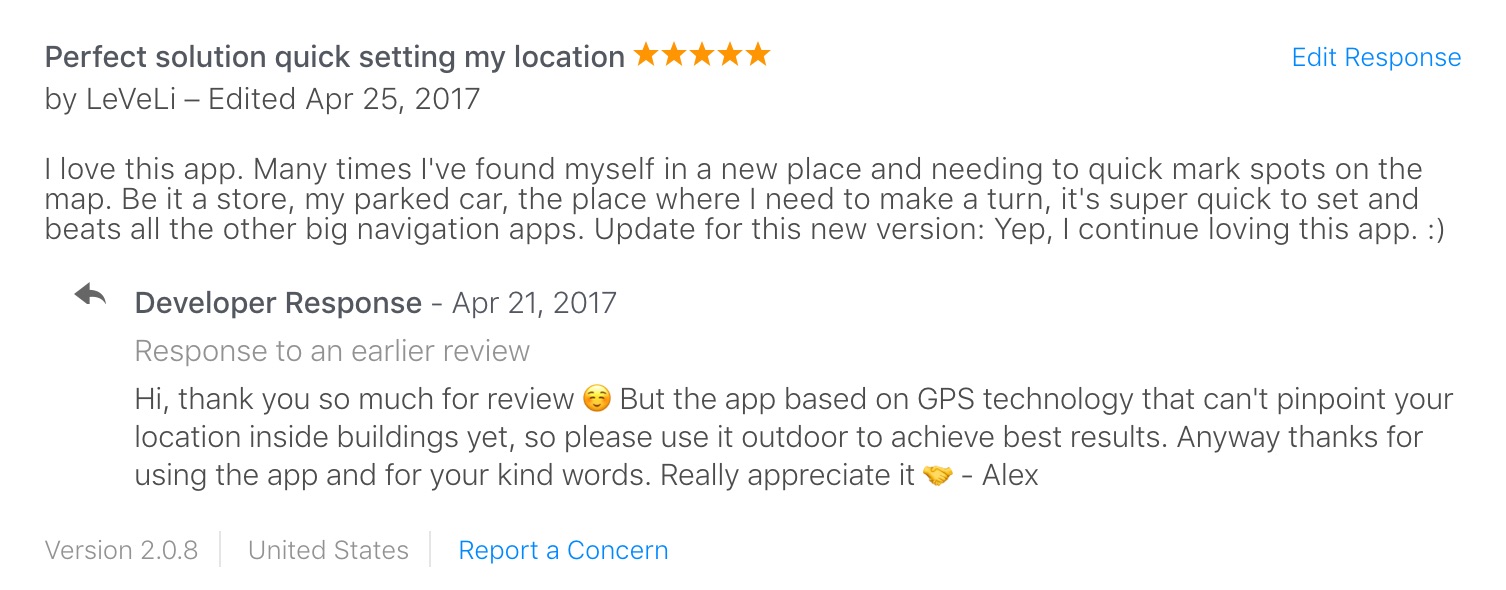 Perfect solution quick setting my location ★★★★★
Edit Response
by LeVeLi – Edited Apr 25, 2017
I love this app. Many times I've found myself in a new place and needing to quick mark spots on the
map. Be it a store, my parked car, the place where I need to make a turn, it's super quick to set and
beats all the other big navigation apps. Update for this new version: Yep, I continue loving this app. :)
Developer Response - Apr 21, 2017
Response to an earlier review
Hi, thank you so much for review ☺️ But the app based on GPS technology that can't pinpoint your
location inside buildings yet, so please use it outdoor to achieve best results. Anyway thanks for
using the app and for your kind words. Really appreciate it 🤝 - Alex
Version 2.0.8 United States Report a Concern